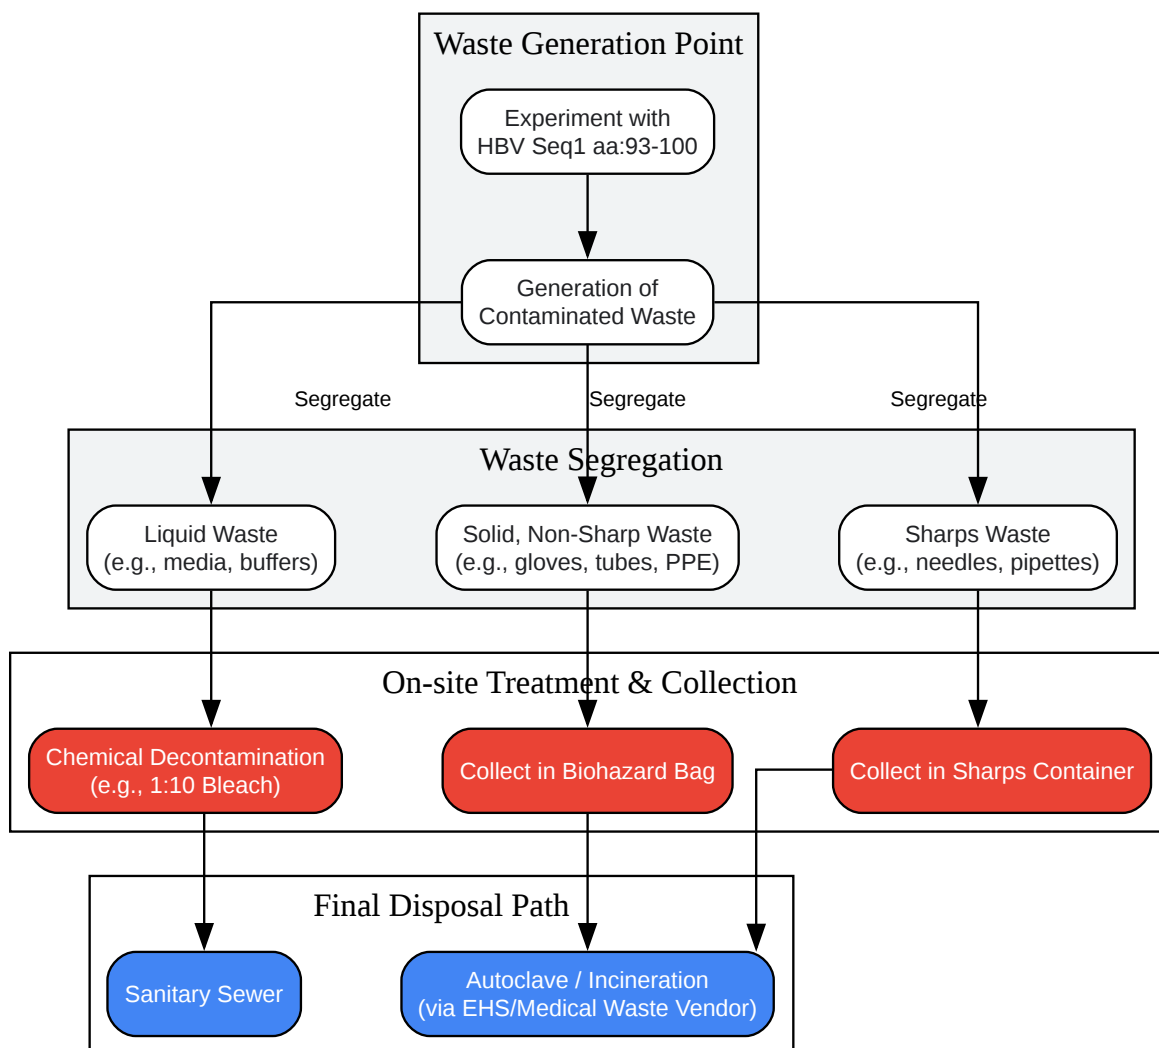 Waste Generation Point
Experiment with
HBV Seq1 aa:93-100
Generation of
Contaminated Waste
Segregate
Segregate
Segregate
Waste Segregation
Liquid Waste
(e.g., media, buffers)
Solid, Non-Sharp Waste
(e.g., gloves, tubes, PPE)
Sharps Waste
(e.g., needles, pipettes)
On-site Treatment & Collection
Chemical Decontamination
(e.g., 1:10 Bleach)
Collect in Biohazard Bag
Collect in Sharps Container
Final Disposal Path
Sanitary Sewer
Autoclave / Incineration
(via EHS/Medical Waste Vendor)